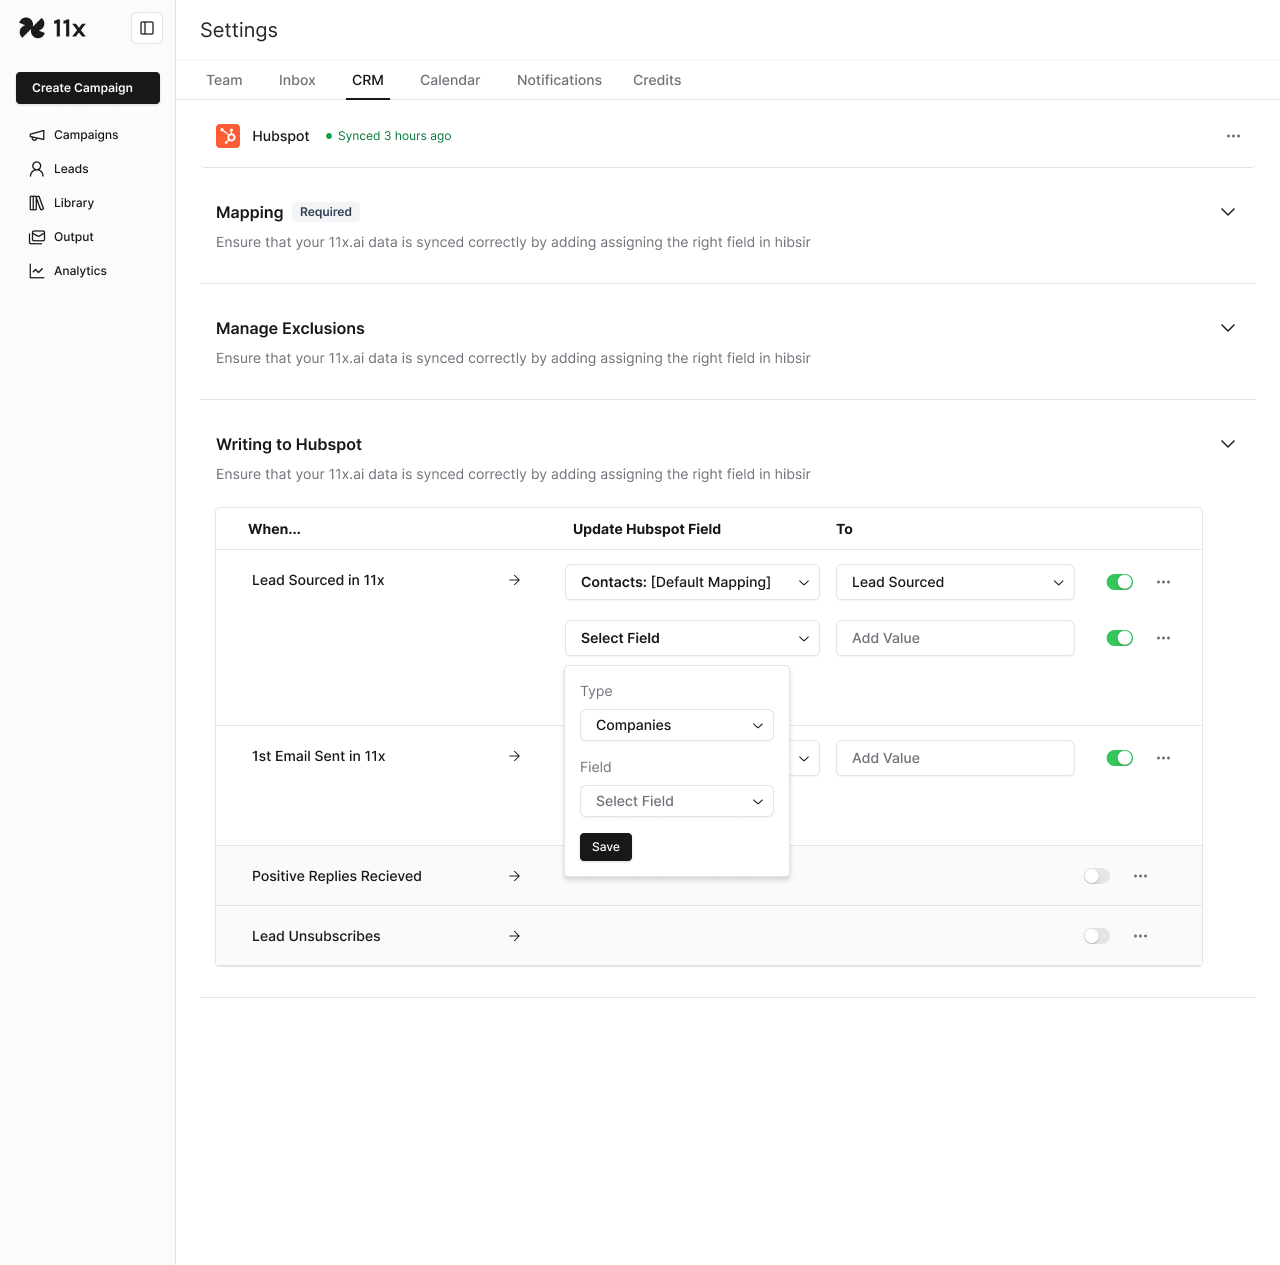 11x
Settings
Create Campaign
Campaigns
Leads
Library
Output
Analytics
Team Inbox CRM Calendar Notifications Credits
Hubspot Synced 3 hours ago
Mapping Required
Ensure that your 11x.ai data is synced correctly by adding assigning the right field in hibsir
Manage Exclusions
Ensure that your 11x.ai data is synced correctly by adding assigning the right field in hibsir
Writing to Hubspot
Ensure that your 11x.ai data is synced correctly by adding assigning the right field in hibsir
When... Update Hubspot Field To
Lead Sourced in 11x Contacts: [Default Mapping] Lead Sourced
Select Field Add Value
Type
Companies
1st Email Sent in 11x Add Value
Field
Select Field
Save
Positive Replies Recieved
Lead Unsubscribes